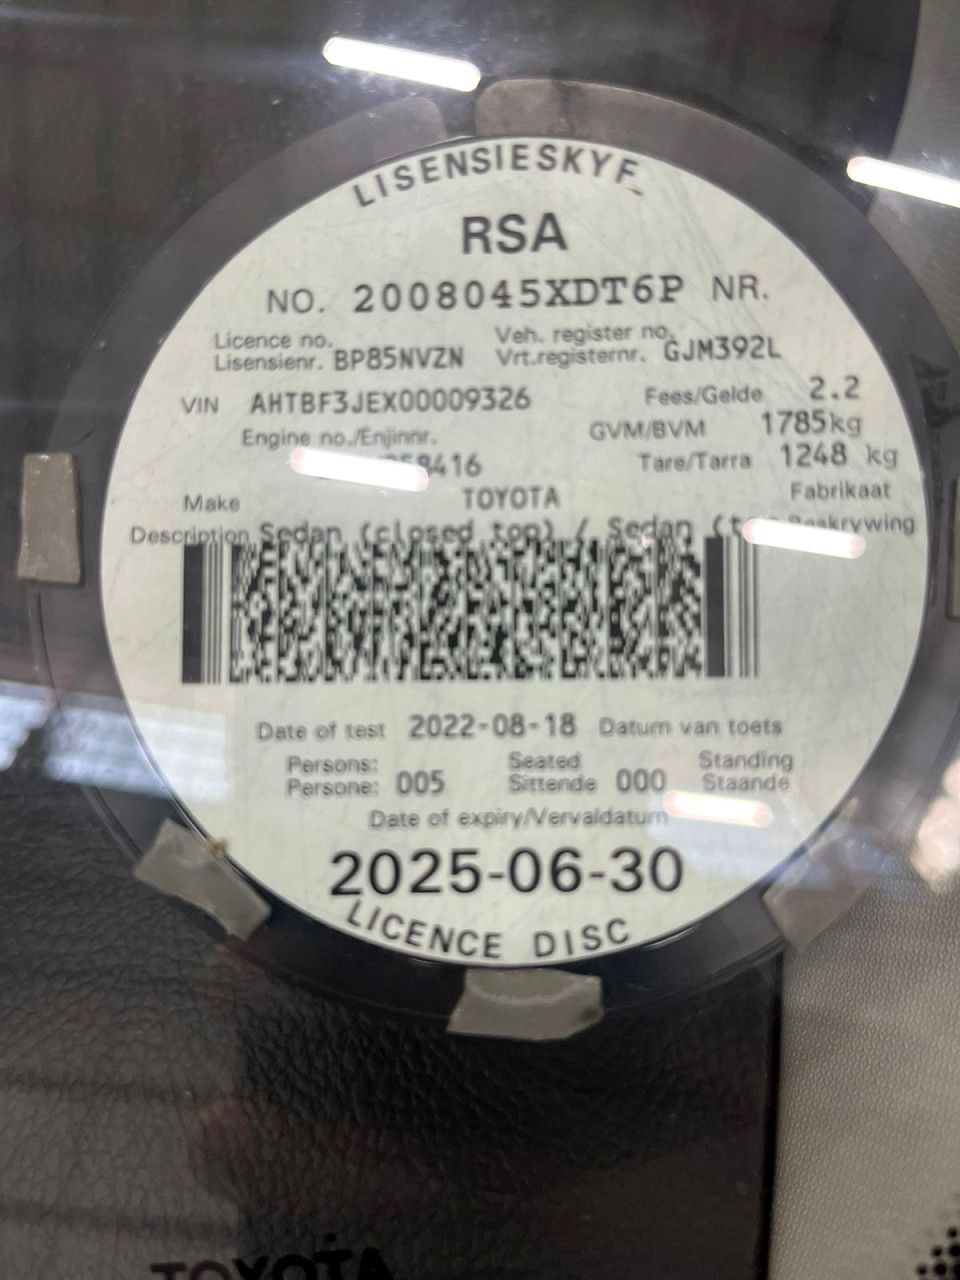 LISENSIESKYF
RSA
NO. 2008045XDT6P NR.
Licence no. Veh. register no.
Lisensienr. BP85NVZN Vrt.registernr. GJM392L
VIN AHTBF3JEX00009326 Fees/Gelde 2.2
Engine no./Enjinnr. GVM/BVM 1785kg
8416 Tare/Tarra 1248 kg
Make TOYOTA Fabrikaat
Description Sedan (closed top) / Sedan Beskrywing
Date of test 2022-08-18 Datum van toets
Persons: Seated Standing
Persone: 005 Sittende 000 Staande
Date of expiry/Vervaldatum
2025-06-30
LICENCE DISC
TOYOTA